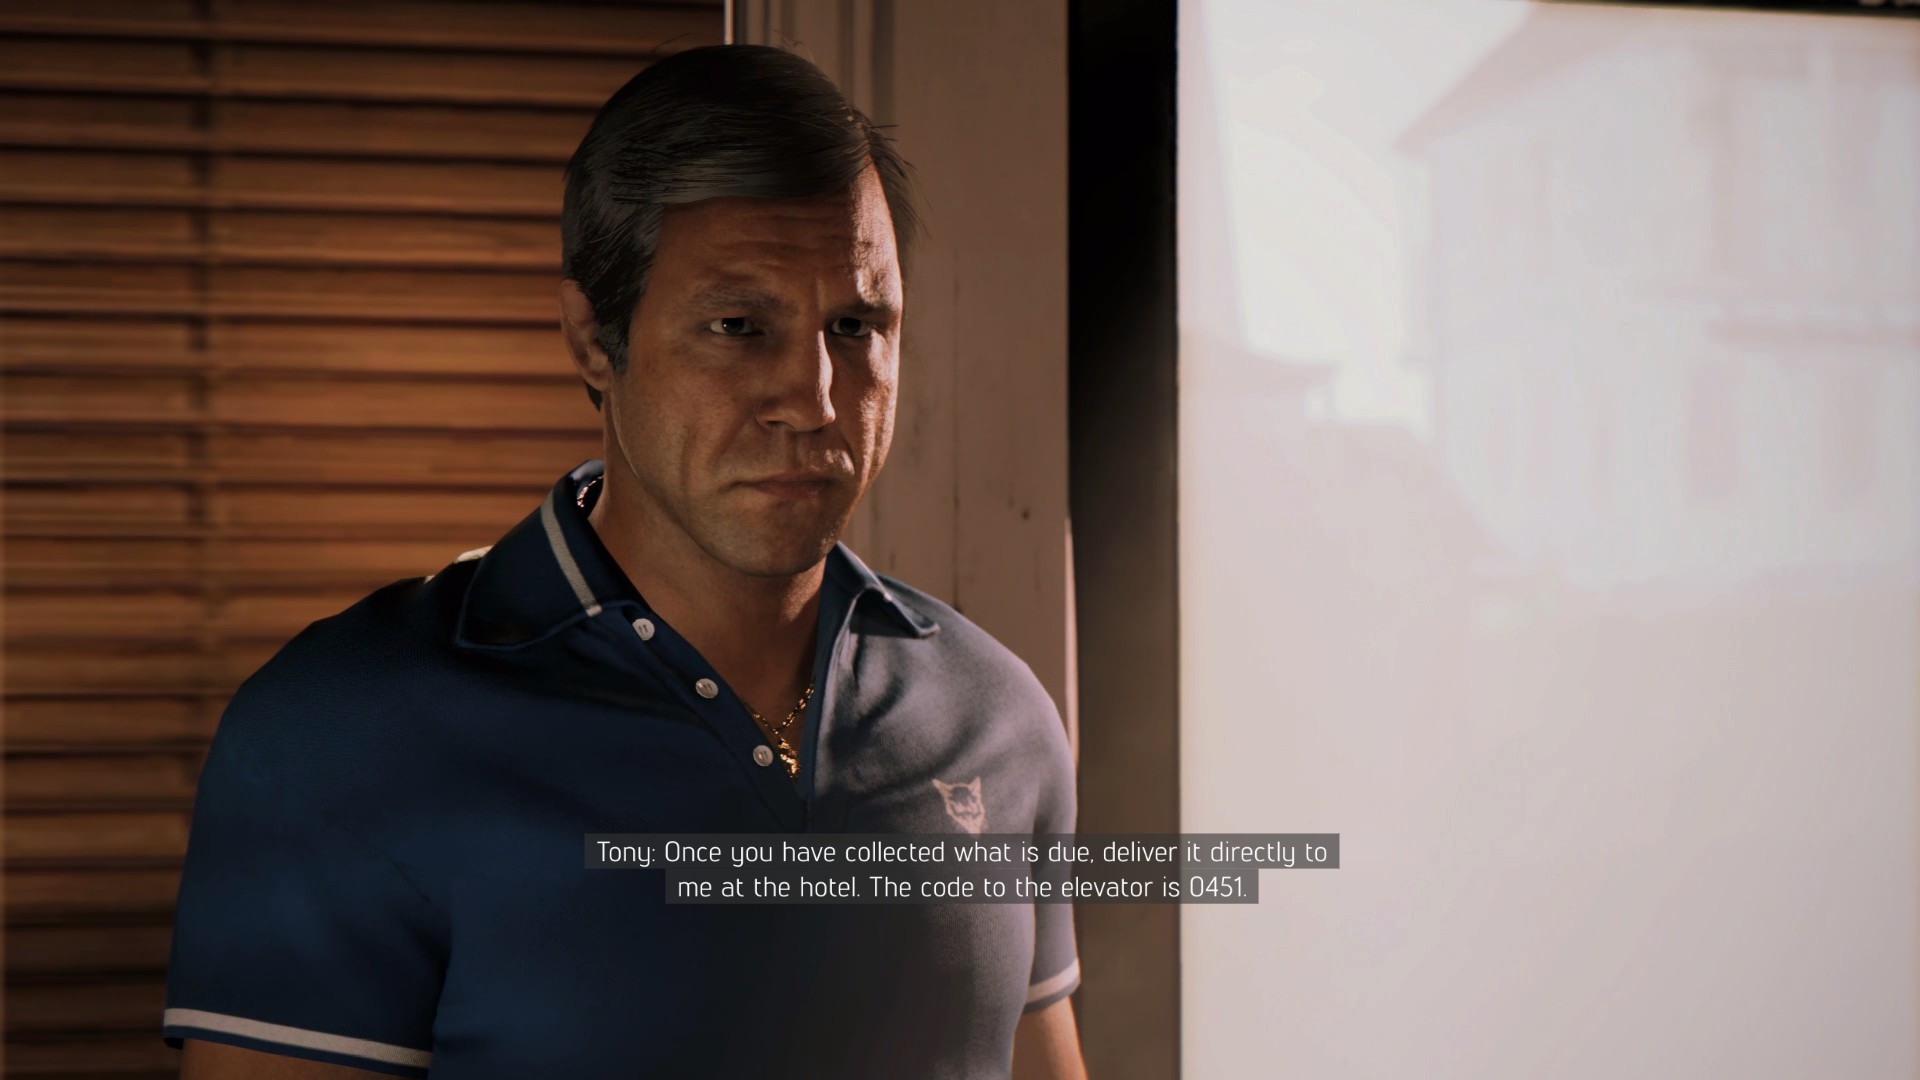 Tony: Once you have collected what is due, deliver it directly to
me at the hotel. The code to the elevator is 0451.